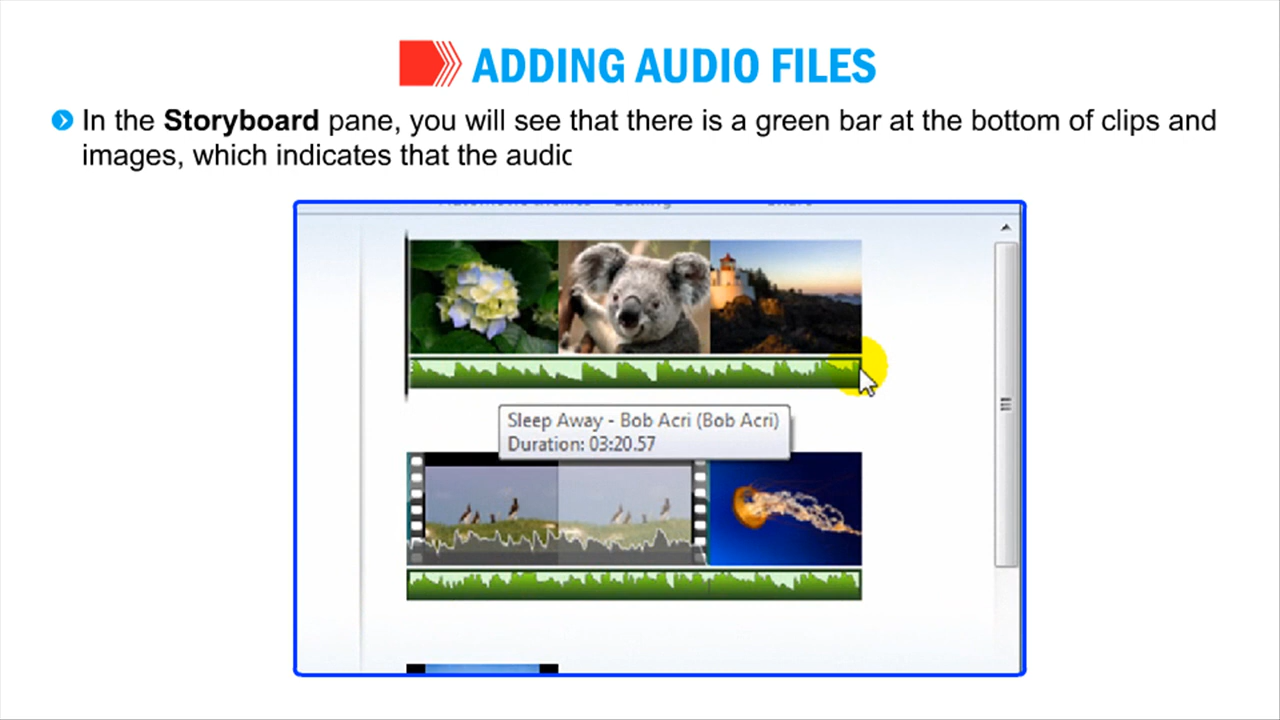 ADDING AUDIO FILES
In the Storyboard pane, you will see that there is a green bar at the bottom of clips and
images, which indicates that the audic
Sleep Away - Bob Acri (Bob Acri)
Duration: 03:20.57